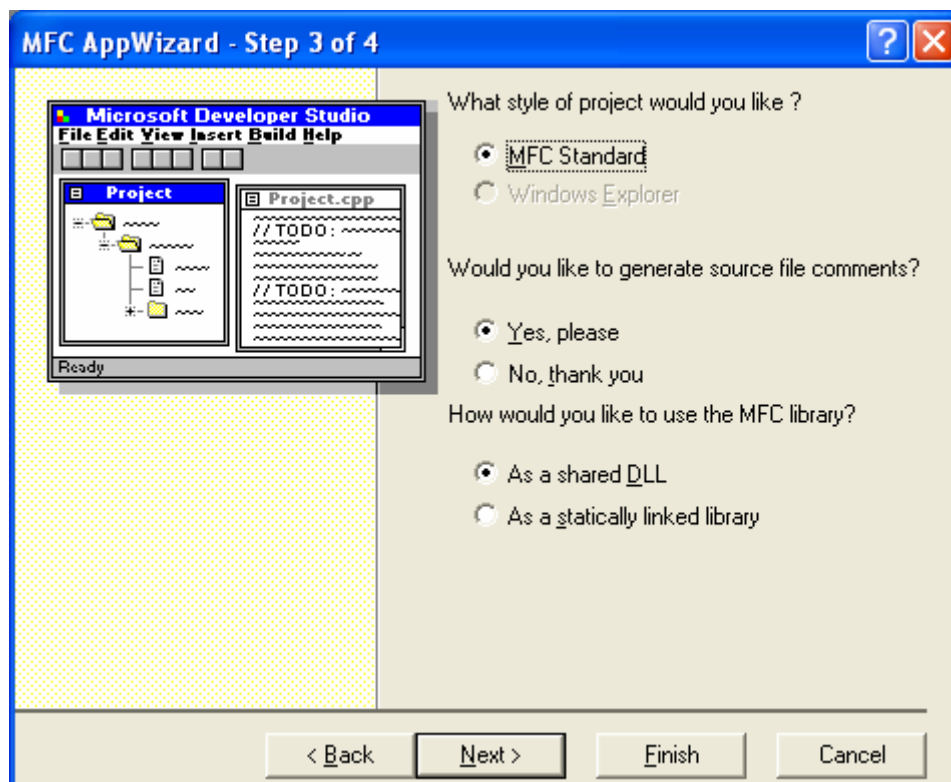 MFC AppWizard - Step 3 of 4
Microsoft Developer Studio
File Edit View Insert Build Help
Project
Project.cpp
//TODO:
//TODO:
Ready
What style of project would you like ?
MFC Standard
Windows Explorer
Would you like to generate source file comments?
Yes, please
No, thank you
How would you like to use the MFC library?
As a shared DLL
As a statically linked library
< Back
Next >
Finish
Cancel